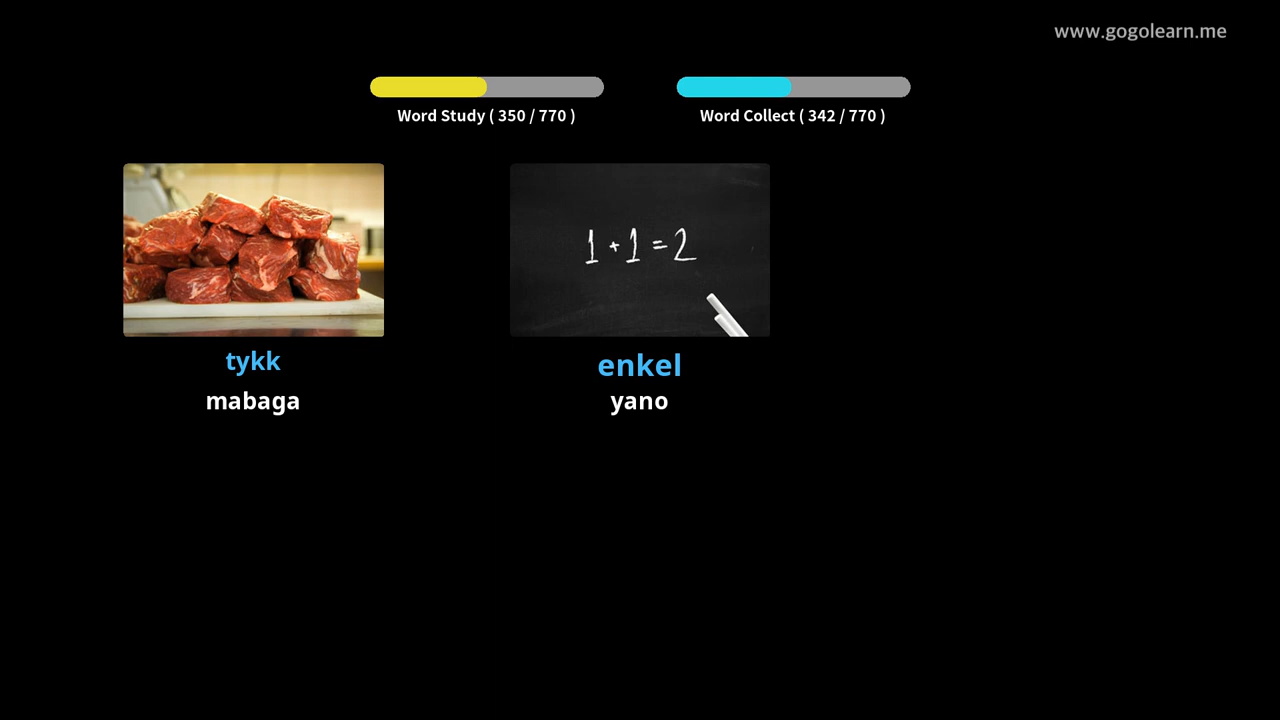 www.gogolearn.me
Word Study ( 350 / 770 )
Word Collect ( 342 / 770 )
1 + 1 = 2
tykk
mabaga
enkel
yano